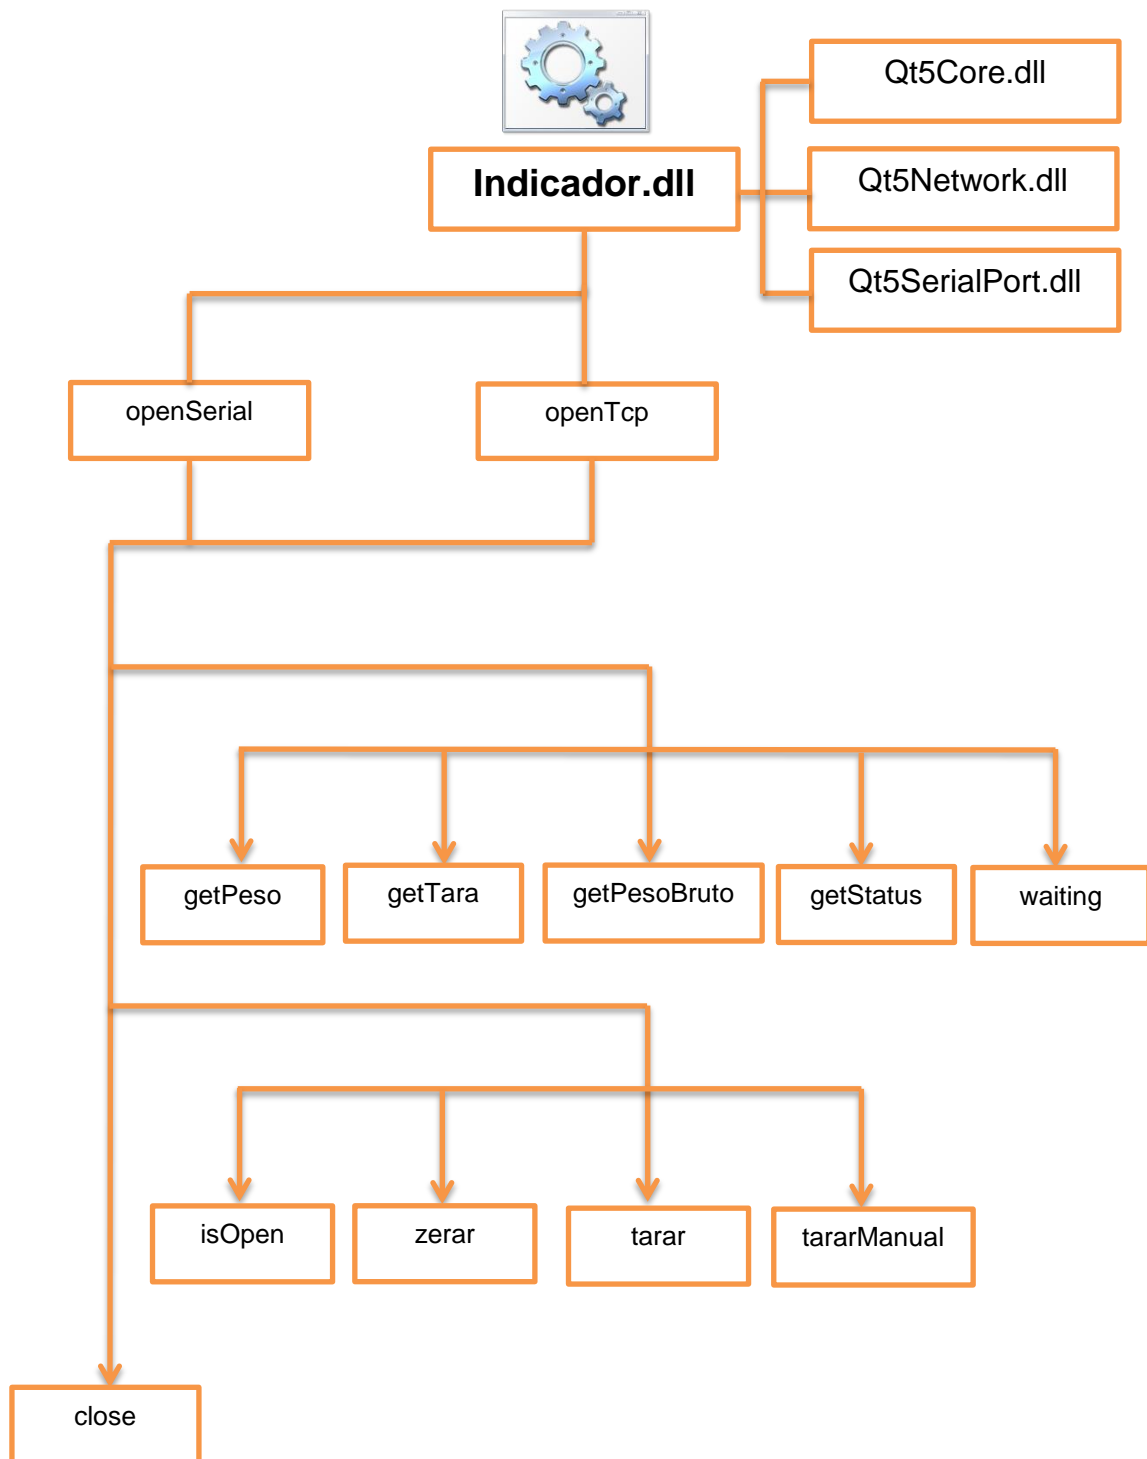 Qt5Core.dll
Indicador.dll
Qt5Network.dll
Qt5SerialPort.dll
openSerial
openTcp
getPeso
getTara
getPesoBruto
getStatus
waiting
isOpen
zerar
tarar
tararManual
close